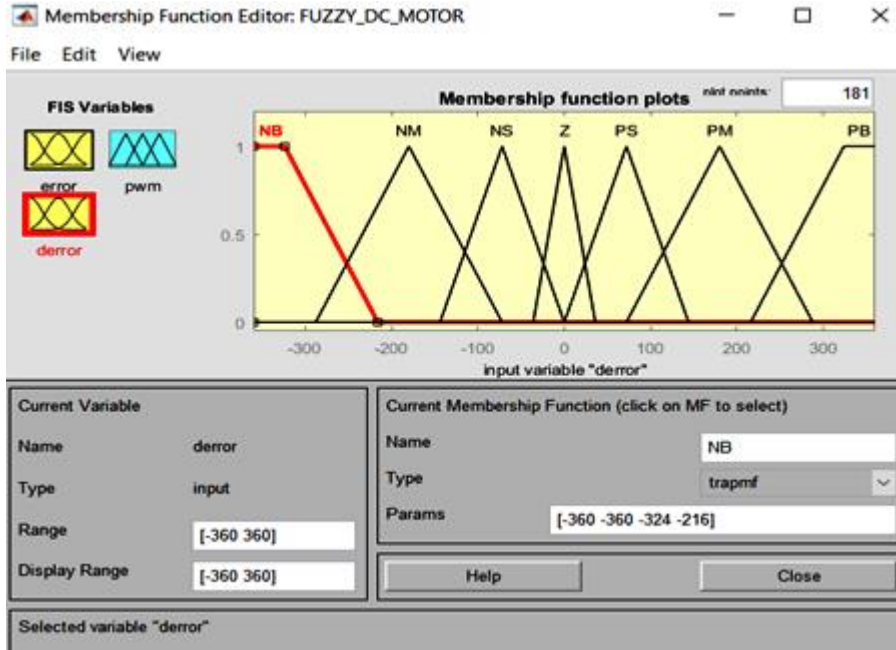 Membership Function Editor: FUZZY_DC_MOTOR
File Edit View
FIS Variables
error pwm
derror
Membership function plots plot points: 181
NB NM NS Z PS PM PB
1
0.5
0
-300 -200 -100 0 100 200 300
input variable "derror"
Current Variable
Name derror
Type input
Range [-360 360]
Display Range [-360 360]
Current Membership Function (click on MF to select)
Name NB
Type trapmf
Params [-360 -360 -324 -216]
Help Close
Selected variable "derror"